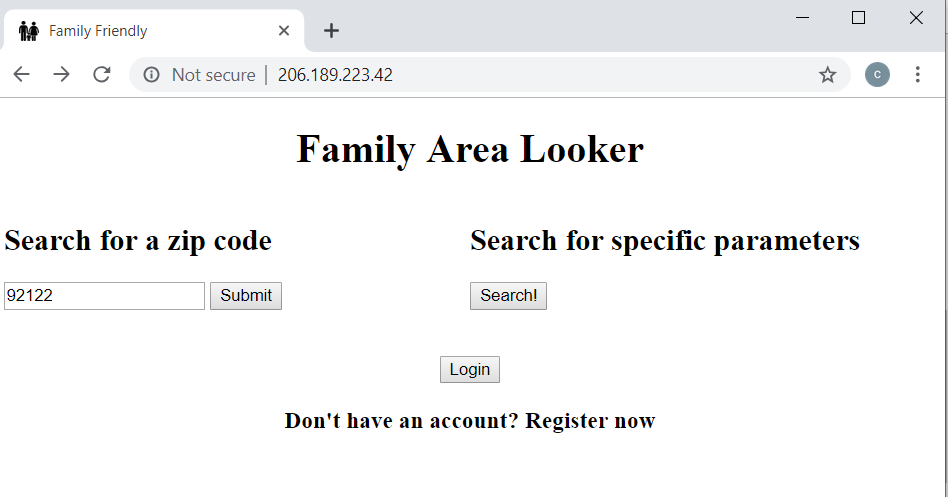 Family Friendly
Not secure | 206.189.223.42
c
Family Area Looker
Search for a zip code
Search for specific parameters
92122 Submit
Search!
Login
Don't have an account? Register now